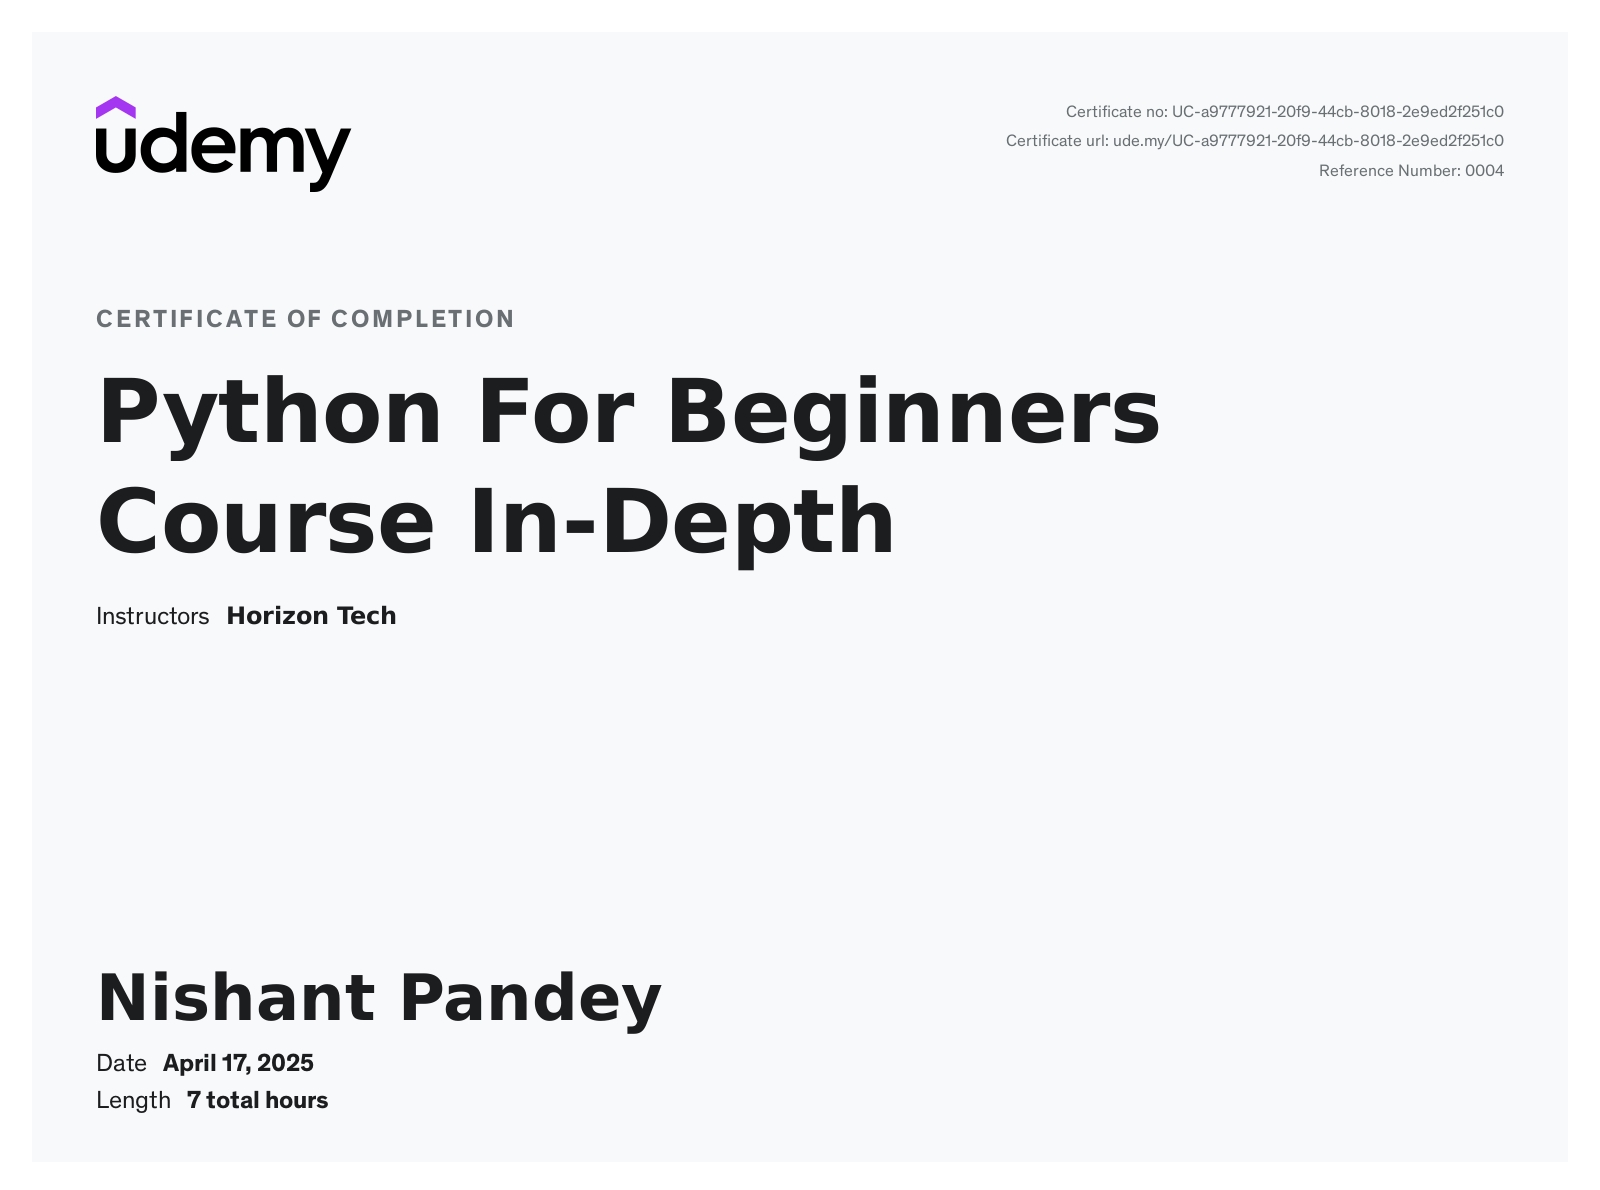 udemy
Certificate no: UC-a9777921-20f9-44cb-8018-2e9ed2f251c0
Certificate url: ude.my/UC-a9777921-20f9-44cb-8018-2e9ed2f251c0
Reference Number: 0004
CERTIFICATE OF COMPLETION
Python For Beginners
Course In-Depth
Instructors Horizon Tech
Nishant Pandey
Date April 17, 2025
Length 7 total hours